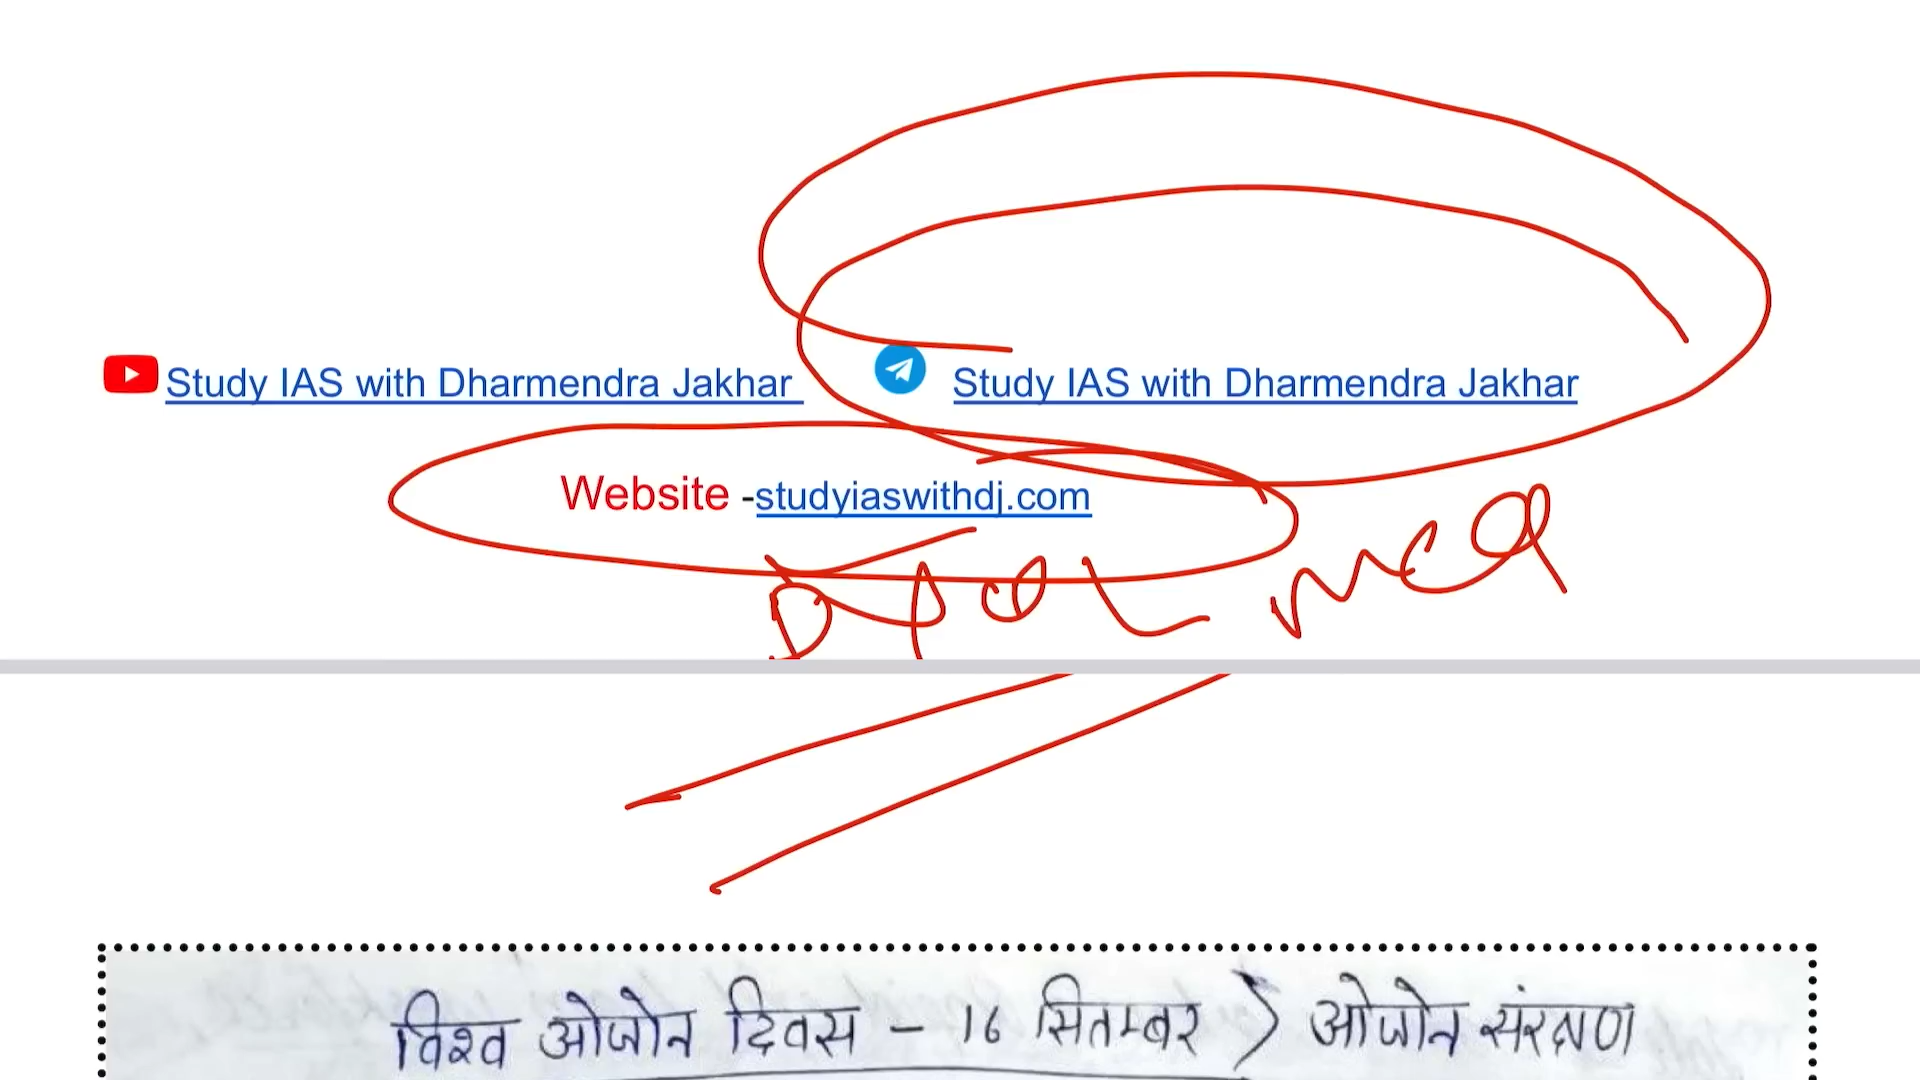 Study IAS with Dharmendra Jakhar Study IAS with Dharmendra Jakhar
Website -studyiaswithdj.com
विश्व ओजोन दिवस – 16 सितम्बर > ओजोन संरक्षण